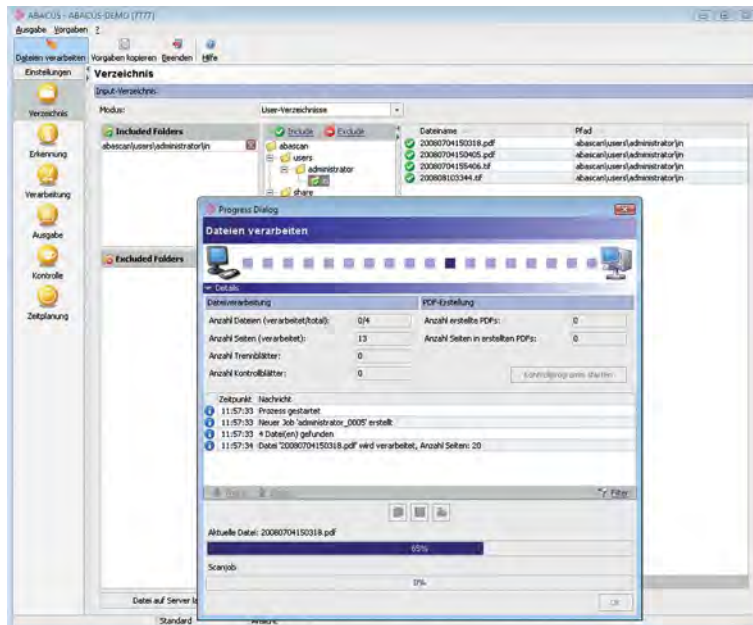 ABACUS - ABACUS-DEMO (7777)
Ausgabe Vorgaben ?
Dateien verarbeiten Vorgaben kopieren Beenden Hilfe
Einstellungen
Verzeichnis
Erkennung
Verarbeitung
Ausgabe
Kontrolle
Zeitplanung
Verzeichnis
Input-Verzeichnis
Modus: User-Verzeichnisse
Included Folders
abascan\users\administrator\in
Excluded Folders
Include Exclude
abascan
users
administrator
in
share
Dateiname Pfad
20080704150318.pdf abascan\users\administrator\in
20080704150405.pdf abascan\users\administrator\in
20080704155406.tif abascan\users\administrator\in
200808103344.tif abascan\users\administrator\in
Progress Dialog
Dateien verarbeiten
Details
Dateiverarbeitung PDF-Erstellung
Anzahl Dateien (verarbeitet/total): 0/4 Anzahl erstellte PDFs: 0
Anzahl Seiten (verarbeitet): 13 Anzahl Seiten in erstellten PDFs: 0
Anzahl Trennblätter: 0
Anzahl Kontrollblätter: 0
Kontrollprogramm starten
Zeitpunkt Nachricht
11:57:33 Prozess gestartet
11:57:33 Neuer Job 'administrator_0005' erstellt
11:57:33 4 Datei(en) gefunden
11:57:34 Datei '20080704150318.pdf' wird verarbeitet, Anzahl Seiten: 20
Filter
Aktuelle Datei: 20080704150318.pdf
65%
Scanjob
0%
Ok
Datei auf Server
Standard Ansicht